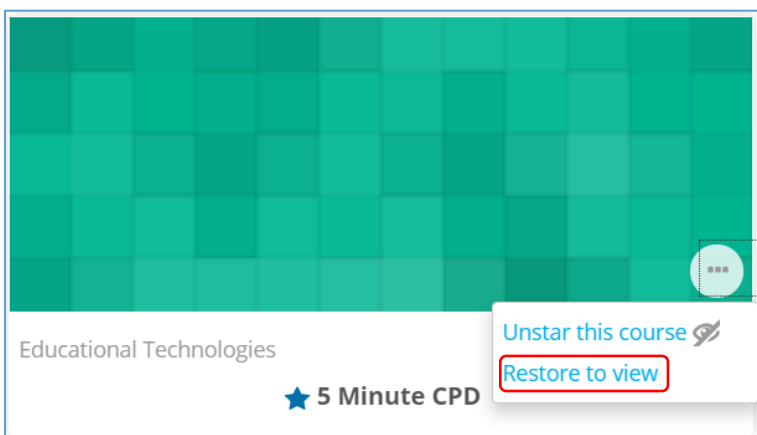 Unstar this course
Educational Technologies
Restore to view
5 Minute CPD